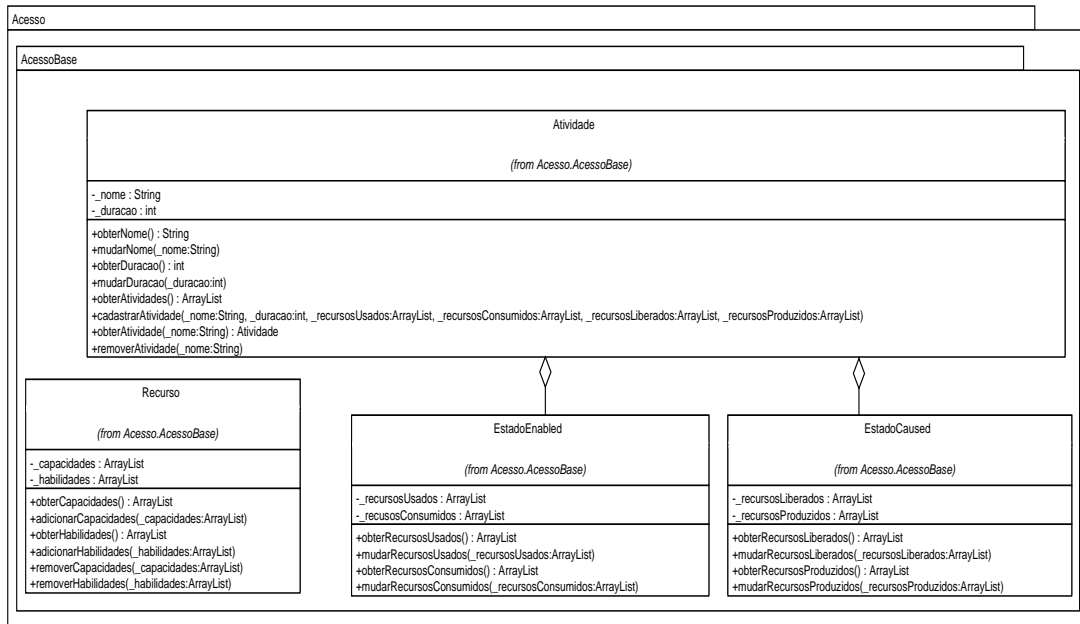 Acesso
AcessoBase
Atividade
(from Acesso.AcessoBase)
-_nome : String
-_duracao : int
+obterNome() : String
+mudarNome(_nome:String)
+obterDuracao() : int
+mudarDuracao(_duracao:int)
+obterAtividades() : ArrayList
+cadastrarAtividade(_nome:String, _duracao:int, _recursosUsados:ArrayList, _recursosConsumidos:ArrayList, _recursosLiberados:ArrayList, _recursosProduzidos:ArrayList)
+obterAtividade(_nome:String) : Atividade
+removerAtividade(_nome:String)
Recurso
(from Acesso.AcessoBase)
-_capacidades : ArrayList
-_habilidades : ArrayList
+obterCapacidades() : ArrayList
+adicionarCapacidades(_capacidades:ArrayList)
+obterHabilidades() : ArrayList
+adicionarHabilidades(_habilidades:ArrayList)
+removerCapacidades(_capacidades:ArrayList)
+removerHabilidades(_habilidades:ArrayList)
EstadoEnabled
(from Acesso.AcessoBase)
-_recursosUsados : ArrayList
-_recusosConsumidos : ArrayList
+obterRecursosUsados() : ArrayList
+mudarRecursosUsados(_recursosUsados:ArrayList)
+obterRecursosConsumidos() : ArrayList
+mudarRecursosConsumidos(_recursosConsumidos:ArrayList)
EstadoCaused
(from Acesso.AcessoBase)
-_recursosLiberados : ArrayList
-_recursosProduzidos : ArrayList
+obterRecursosLiberados() : ArrayList
+mudarRecursosLiberados(_recursosLiberados:ArrayList)
+obterRecursosProduzidos() : ArrayList
+mudarRecursosProduzidos(_recursosProduzidos:ArrayList)